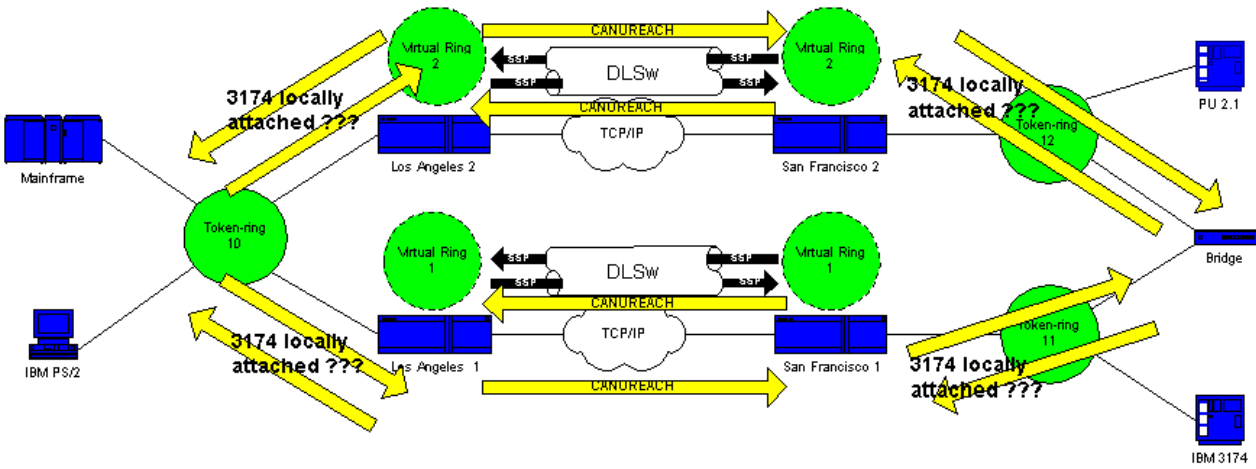 Virtual Ring
2
CANUREACH
Virtual Ring
2
SSP
SSP
DLSw
SSP
SSP
PU 2.1
3174 locally
attached ???
CANUREACH
3174 locally
attached ???
TCP/IP
Token-ring
12
Mainframe
Los Angeles 2
San Francisco 2
Token-ring
10
Virtual Ring
1
SSP
SSP
DLSw
SSP
SSP
Virtual Ring
1
Bridge
CANUREACH
3174 locally
attached ???
TCP/IP
Token-ring
11
IBM PS/2
Los Angeles 1
San Francisco 1
3174 locally
attached ???
CANUREACH
IBM 3174